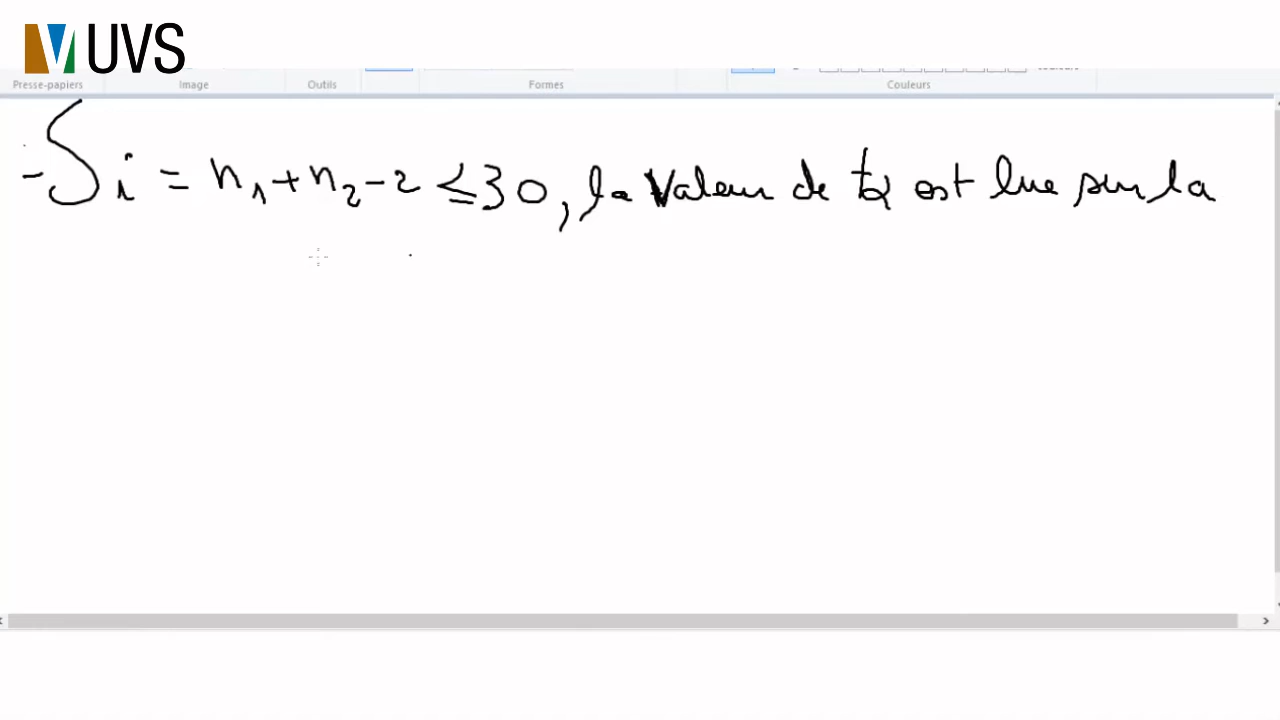 UVS
Presse-papiers Image Outils Formes Couleurs
- Si = n₁ + n₂ - 2 ≤ 30, la valeur de tα est lue sur la